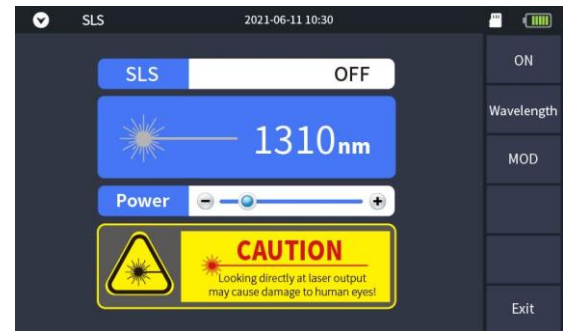 SLS 2021-06-11 10:30
SLS OFF
1310nm
Power
CAUTION
Looking directly at laser output
may cause damage to human eyes!
ON
Wavelength
MOD
Exit